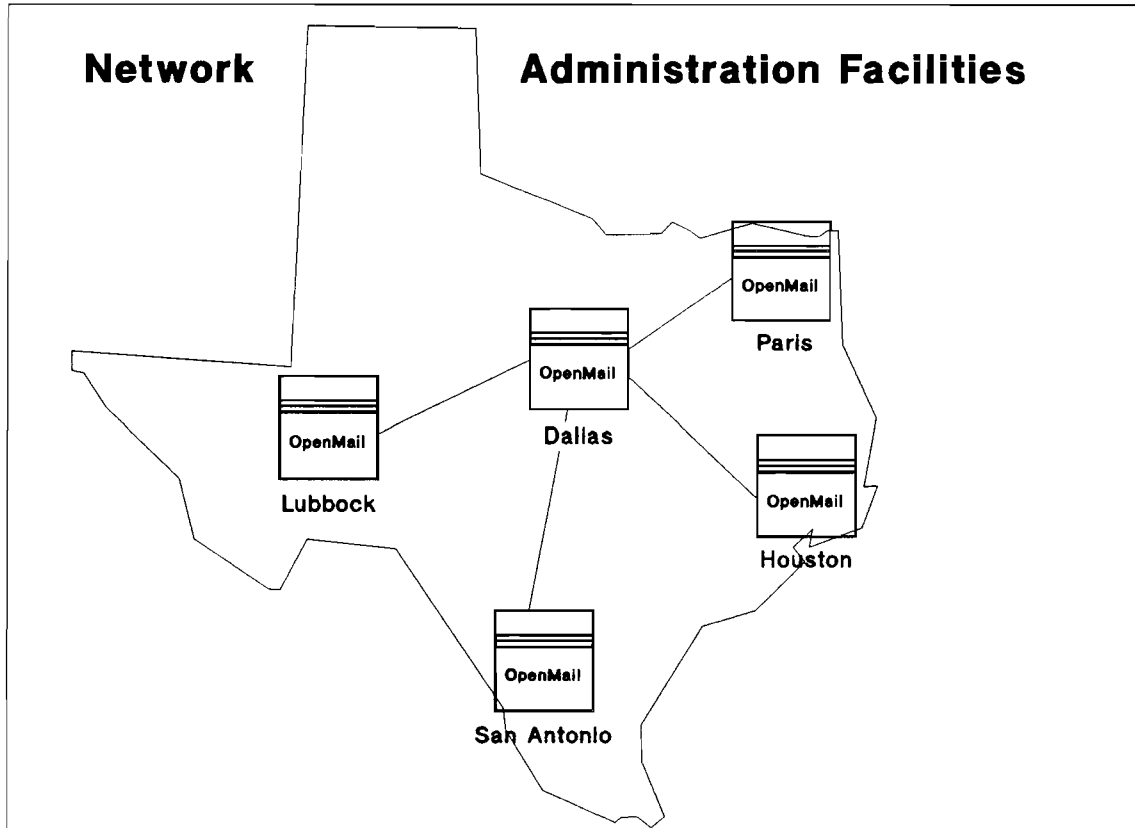 Network Administration Facilities
OpenMail
Paris
OpenMail
Dallas
OpenMail
Lubbock
OpenMail
Houston
OpenMail
San Antonio